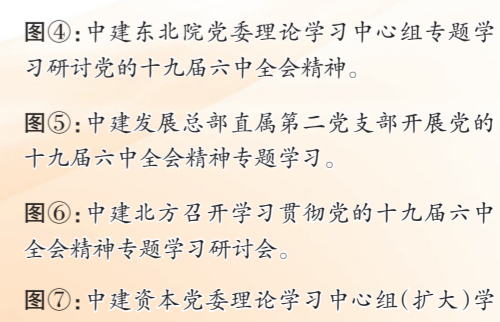 图④:中建东北院党委理论学习中心组专题学
习研讨党的十九届六中全会精神。
图⑤:中建发展总部直属第二党支部开展党的
十九届六中全会精神专题学习。
图⑥:中建北方召开学习贯彻党的十九届六中
全会精神专题学习研讨会。
图⑦:中建资本党委理论学习中心组(扩大)学